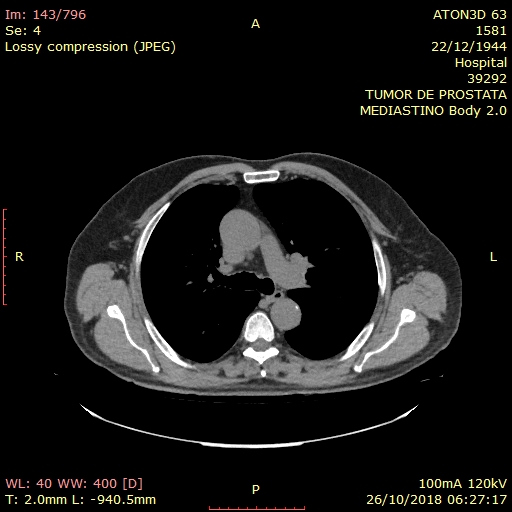 Im: 143/796
Se: 4
Lossy compression (JPEG)
A
ATON3D 63
1581
22/12/1944
Hospital
39292
TUMOR DE PROSTATA
MEDIASTINO Body 2.0
R
L
WL: 40 WW: 400 [D]
T: 2.0mm L: -940.5mm
P
100mA 120kV
26/10/2018 06:27:17